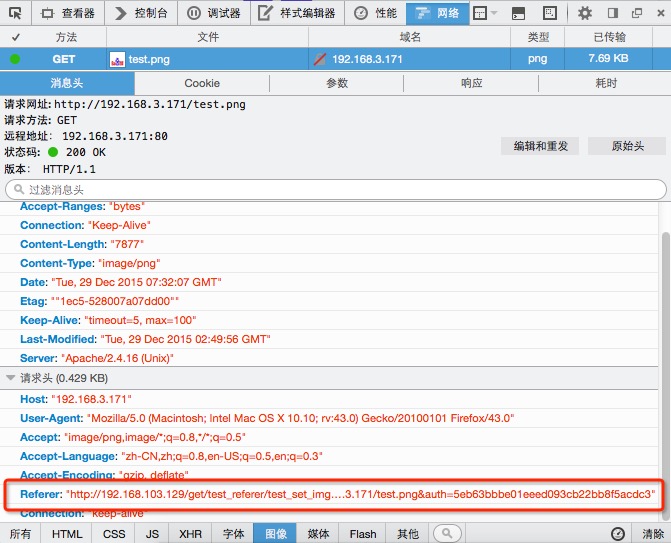 查看器 控制台 调试器 样式编辑器 性能 网络
✓ 方法 文件 域名 类型 已传输
GET test.png 192.168.3.171 png 7.69 KB
消息头 Cookie 参数 响应 耗时
请求网址:http://192.168.3.171/test.png
请求方法: GET
远程地址: 192.168.3.171:80
状态码: 200 OK
编辑和重发 原始头
版本: HTTP/1.1
过滤消息头
Accept-Ranges: "bytes"
Connection: "Keep-Alive"
Content-Length: "7877"
Content-Type: "image/png"
Date: "Tue, 29 Dec 2015 07:32:07 GMT"
Etag: ""1ec5-528007a07dd00""
Keep-Alive: "timeout=5, max=100"
Last-Modified: "Tue, 29 Dec 2015 02:49:56 GMT"
Server: "Apache/2.4.16 (Unix)"
请求头 (0.429 KB)
Host: "192.168.3.171"
User-Agent: "Mozilla/5.0 (Macintosh; Intel Mac OS X 10.10; rv:43.0) Gecko/20100101 Firefox/43.0"
Accept: "image/png,image/*;q=0.8,*/*;q=0.5"
Accept-Language: "zh-CN,zh;q=0.8,en-US;q=0.5,en;q=0.3"
Accept-Encoding: "gzip, deflate"
Referer: "http://192.168.103.129/get/test_referer/test_set_img....3.171/test.png&auth=5eb63bbbe01eeed093cb22bb8f5acdc3"
Connection: "keep-alive"
所有 HTML CSS JS XHR 字体 图像 媒体 Flash 其他 清除